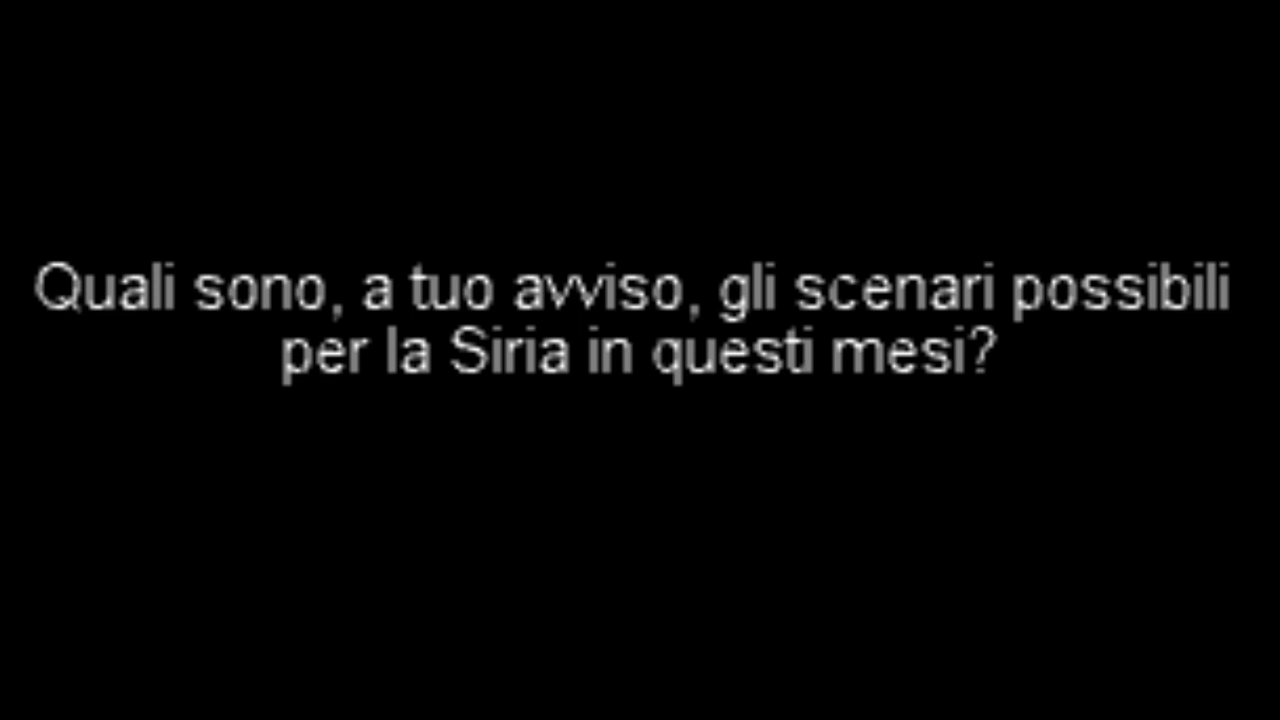 Quali sono, a tuo avviso, gli scenari possibili
per la Siria in questi mesi?